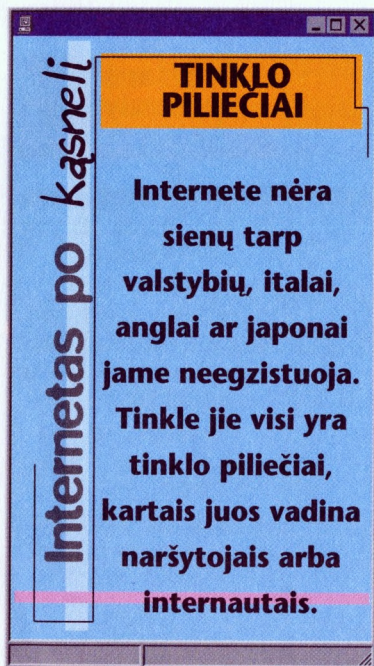 Internetas po kąsnelį
TINKLO
PILIEČIAI
Internete nėra
sienų tarp
valstybių, italai,
anglai ar japonai
jame neegzistuoja.
Tinkle jie visi yra
tinklo piliečiai,
kartais juos vadina
naršytojais arba
internautais.